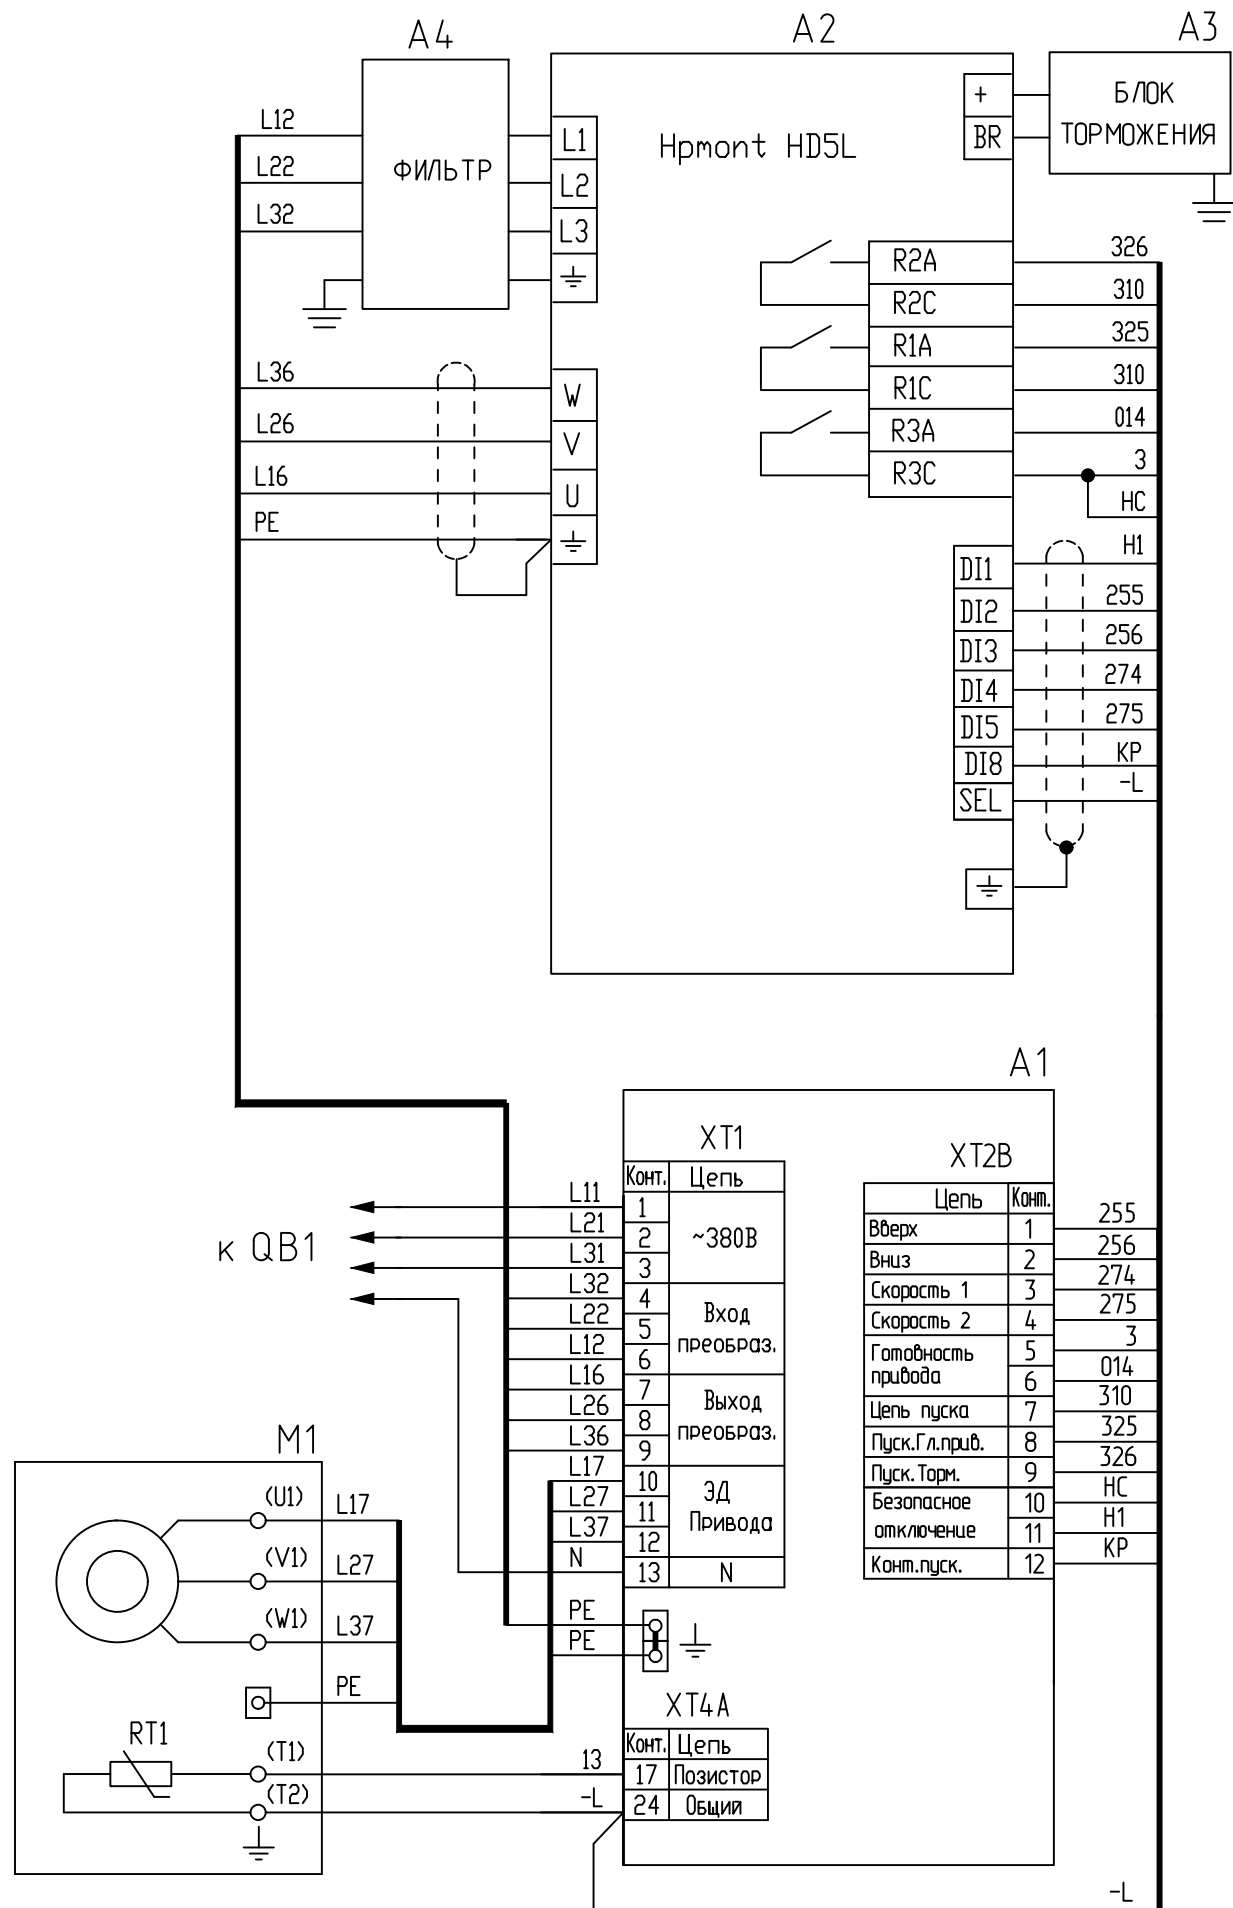 A4
A2
A3
L12
L22
L32
ФИЛЬТР
L1
L2
L3
Hpmont HD5L
+
BR
БЛОК
ТОРМОЖЕНИЯ
R2A
326
R2C
310
R1A
325
R1C
310
R3A
014
R3C
3
НС
L36
W
L26
V
L16
U
PE
DI1
Н1
DI2
255
DI3
256
DI4
274
DI5
275
DI8
КР
SEL
-L
A1
XT1
Конт. Цепь
L11
1
L21
2
~380В
L31
3
L32
4
Вход
L22
5
преобраз.
L12
6
L16
7
Выход
L26
8
преобраз.
L36
9
L17
10
ЭД
L27
11
Привода
L37
12
N
13
N
к QB1
PE
PE
XT2B
Цепь Конт.
Вверх 1 255
Вниз 2 256
Скорость 1 3 274
Скорость 2 4 275
Готовность 5 3
привода 6 014
Цепь пуска 7 310
Пуск.Гл.прив. 8 325
Пуск.Торм. 9 326
Безопасное 10 НС
отключение 11 Н1
Конт.пуск. 12 КР
M1
(U1) L17
(V1) L27
(W1) L37
PE
RT1
(T1)
13
(T2)
-L
XT4A
Конт. Цепь
17 Позистор
24 Общий
-L